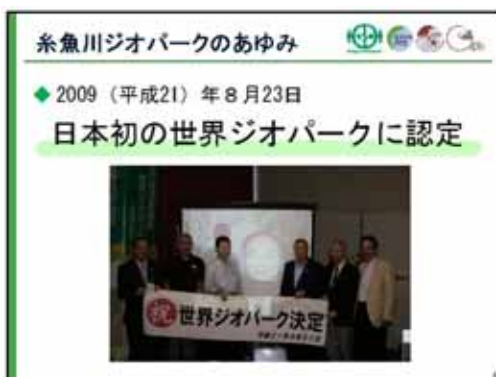 糸魚川ジオパークのあゆみ
◆2009（平成21）年８月23日
日本初の世界ジオパークに認定
祝 世界ジオパーク決定